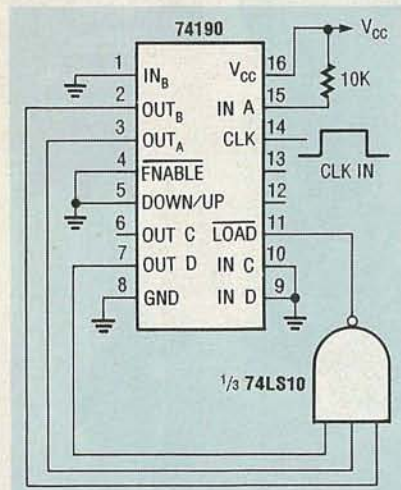 74190
1 IN_B
2 OUT_B
3 OUT_A
4 FNABLE
5 DOWN/UP
6 OUT C
7 OUT D
8 GND
V_CC 16
IN A 15
CLK 14
13
12
LOAD 11
IN C 10
IN D 9
V_CC
10K
CLK IN
1/3 74LS10